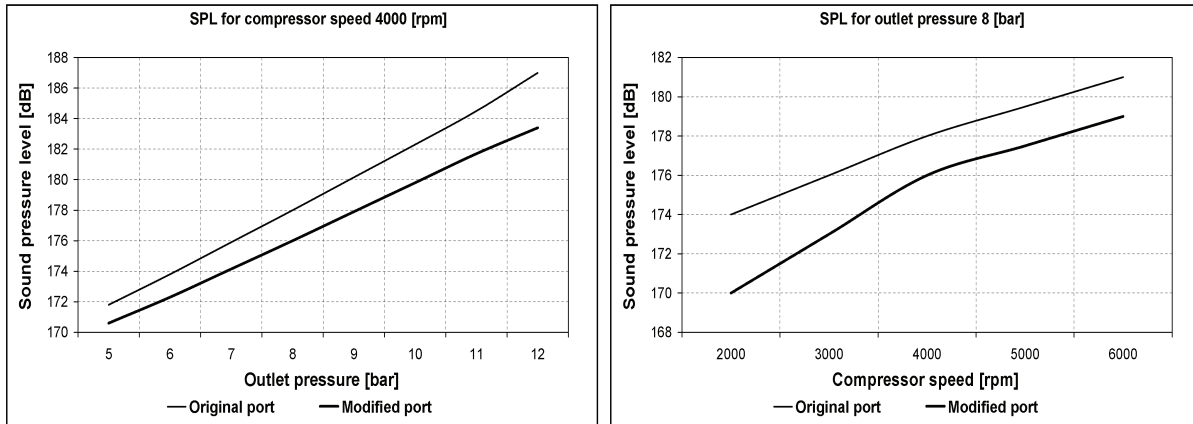 SPL for compressor speed 4000 [rpm]
Sound pressure level [dB]
188
186
184
182
180
178
176
174
172
170
5 6 7 8 9 10 11 12
Outlet pressure [bar]
Original port Modified port
SPL for outlet pressure 8 [bar]
Sound pressure level [dB]
182
180
178
176
174
172
170
168
2000 3000 4000 5000 6000
Compressor speed [rpm]
Original port Modified port